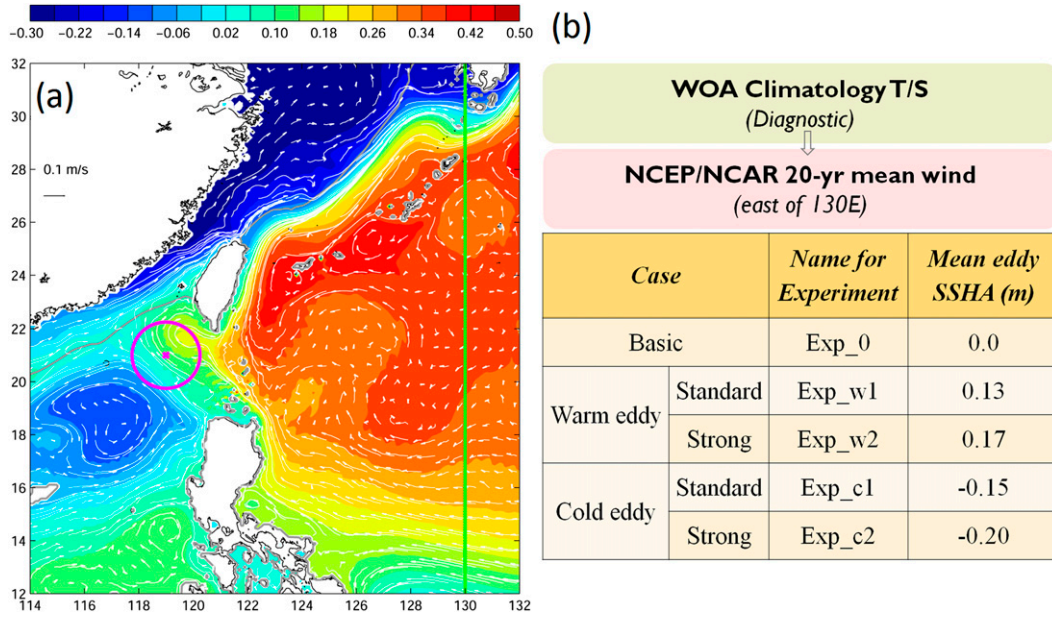 −0.30 −0.22 −0.14 −0.06 0.02 0.10 0.18 0.26 0.34 0.42 0.50
(a)
0.1 m/s
32
30
28
26
24
22
20
18
16
14
12
114 116 118 120 122 124 126 128 130 132
(b)
WOA Climatology T/S
(Diagnostic)
NCEP/NCAR 20-yr mean wind
(east of 130E)
Case Name for Experiment Mean eddy SSHA (m)
Basic Exp_0 0.0
Warm eddy Standard Exp_w1 0.13
Strong Exp_w2 0.17
Cold eddy Standard Exp_c1 -0.15
Strong Exp_c2 -0.20